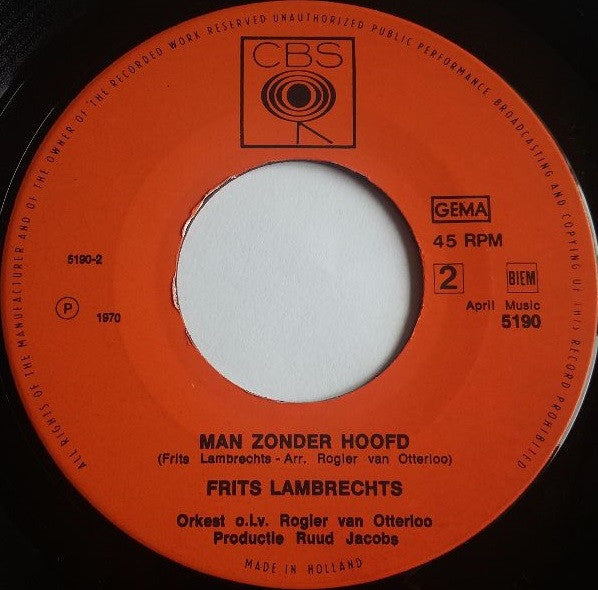 ALL RIGHTS OF THE MANUFACTURER AND OF THE OWNER OF THE RECORDED WORK RESERVED UNAUTHORIZED PUBLIC PERFORMANCE BROADCASTING AND COPYING OF THIS RECORD PROHIBITED
CBS
GEMA
45 RPM
5190-2
2
BIEM
P 1970
April Music
5190
MAN ZONDER HOOFD
(Frits Lambrechts - Arr. Rogier van Otterloo)
FRITS LAMBRECHTS
Orkest o.l.v. Rogier van Otterloo
Productie Ruud Jacobs
MADE IN HOLLAND